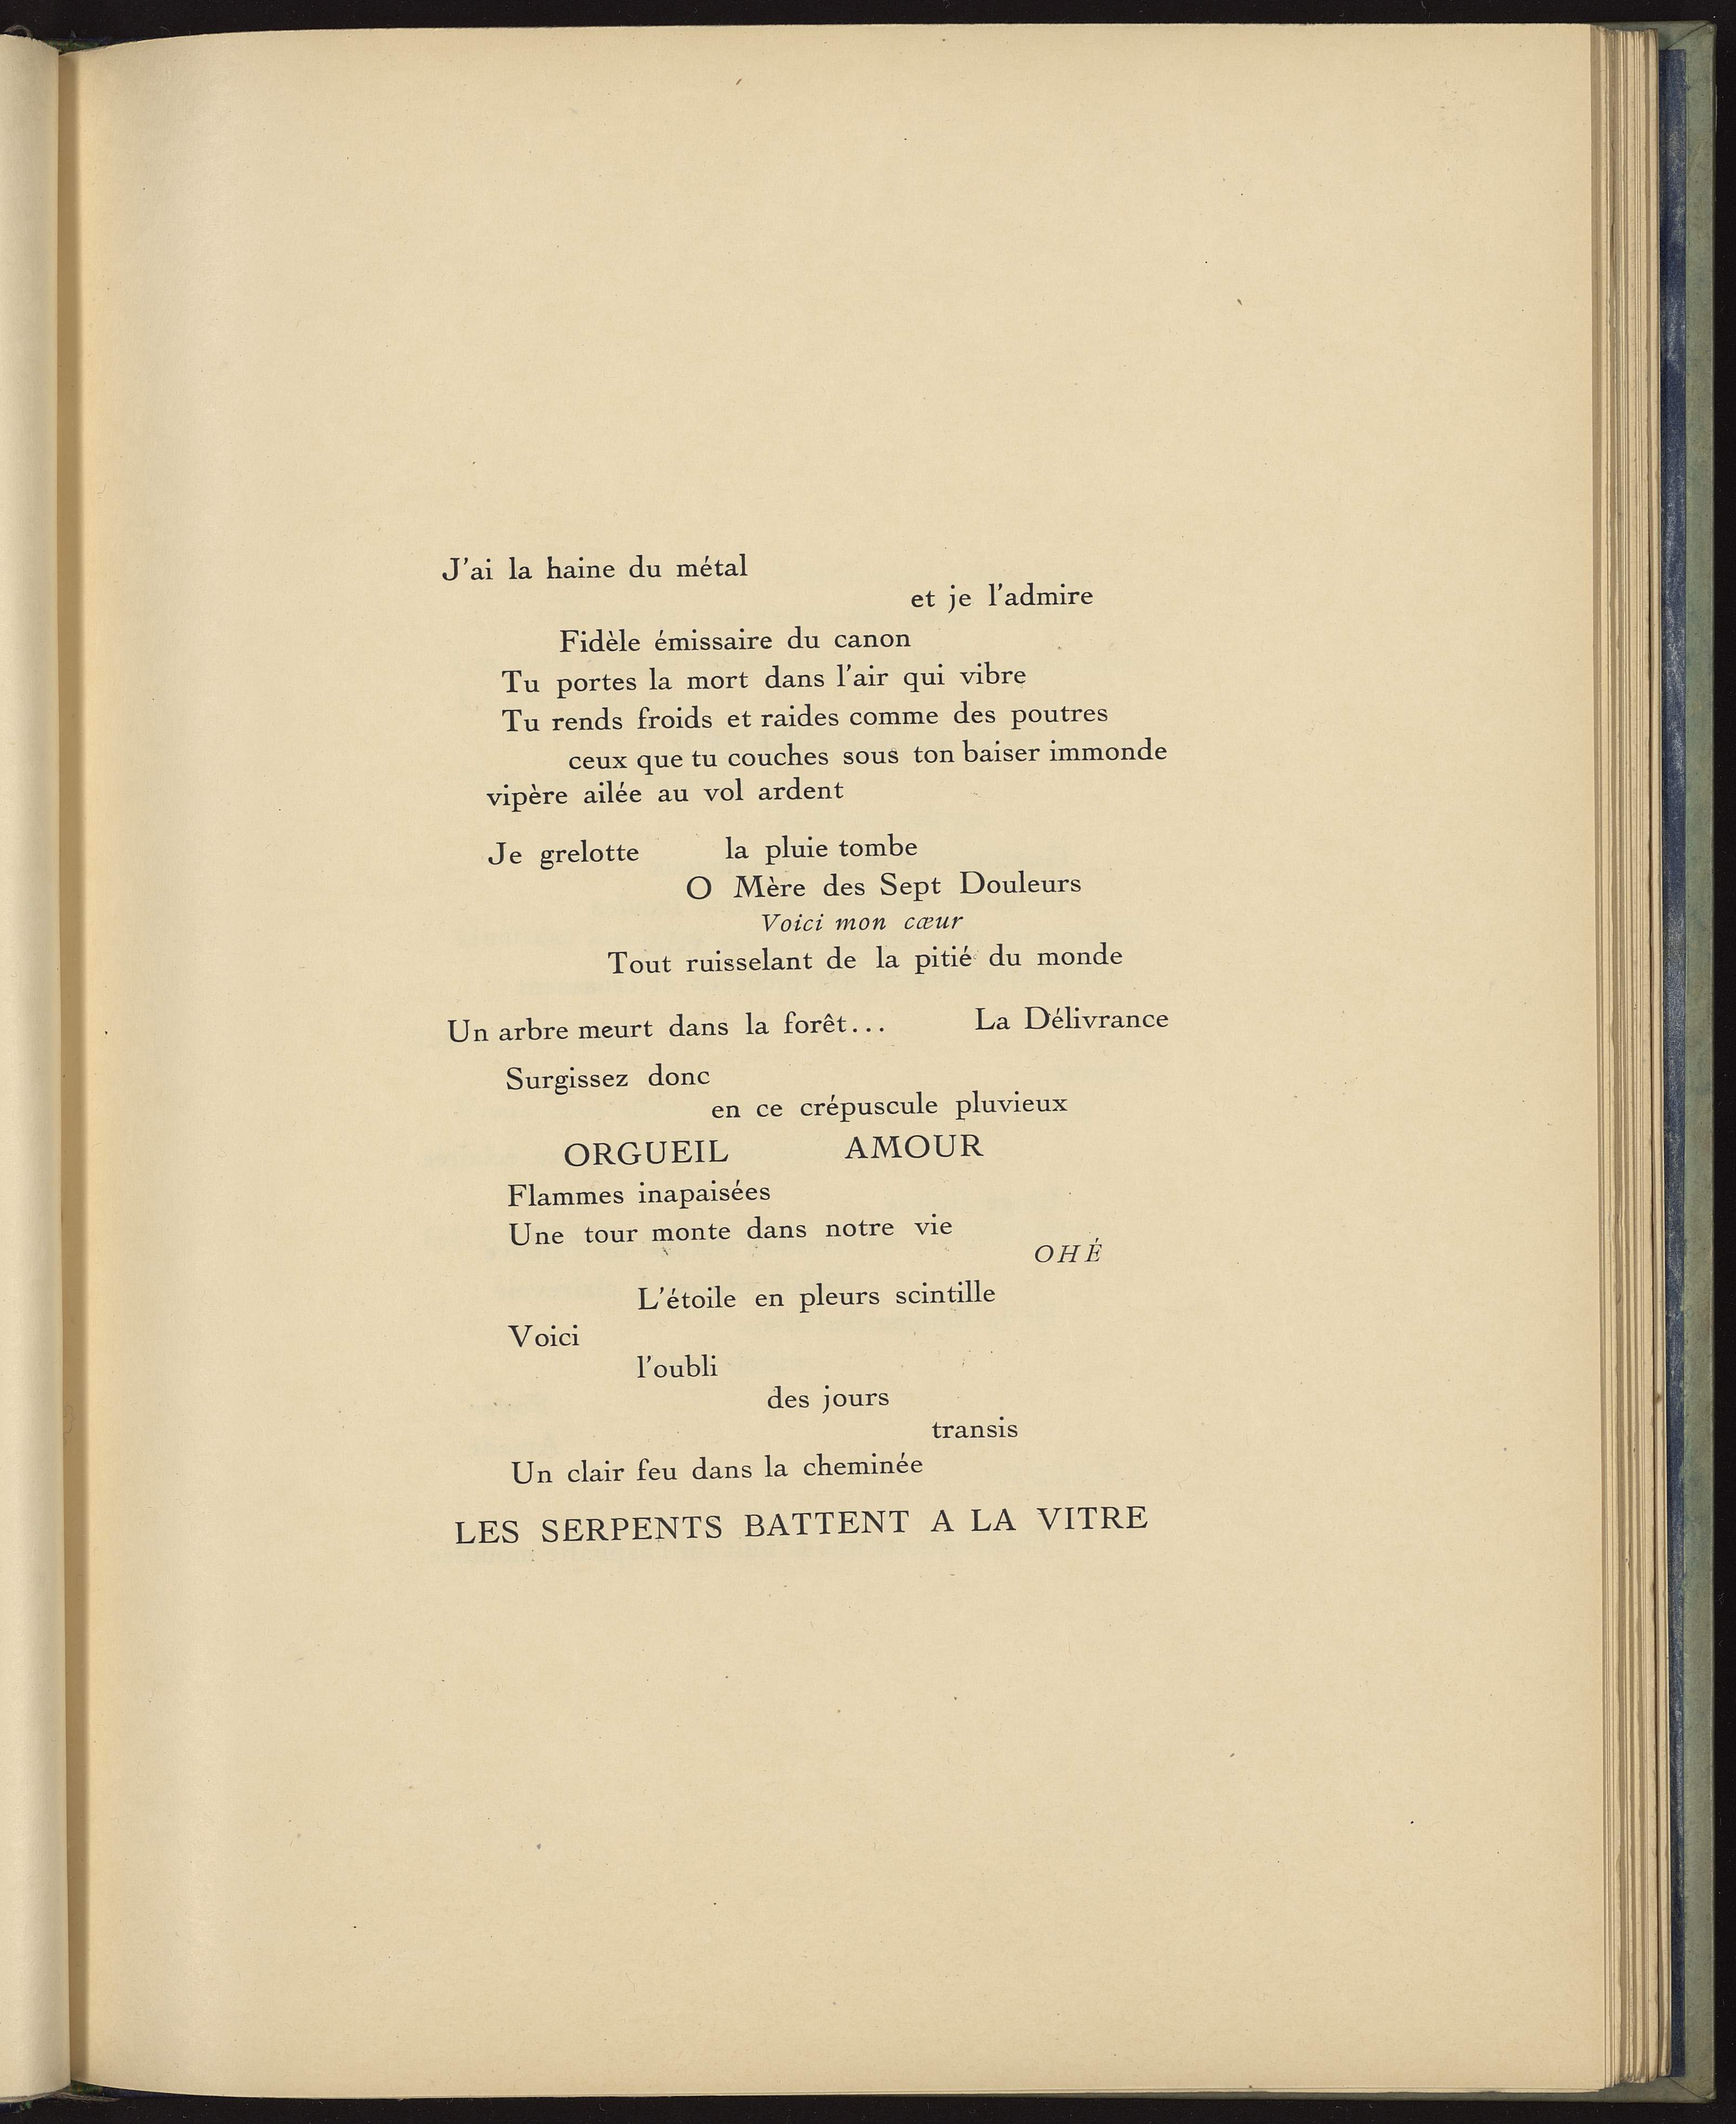 J'ai la haine du métal
et je l'admire
Fidèle émissaire du canon
Tu portes la mort dans l'air qui vibre
Tu rends froids et raides comme des poutres
ceux que tu couches sous ton baiser immonde
vipère ailée au vol ardent
Je grelotte la pluie tombe
O Mère des Sept Douleurs
Voici mon cœur
Tout ruisselant de la pitié du monde
Un arbre meurt dans la forêt... La Délivrance
Surgissez donc
en ce crépuscule pluvieux
ORGUEIL AMOUR
Flammes inapaisées
Une tour monte dans notre vie
OHÉ
L'étoile en pleurs scintille
Voici
l'oubli
des jours
transis
Un clair feu dans la cheminée
LES SERPENTS BATTENT A LA VITRE